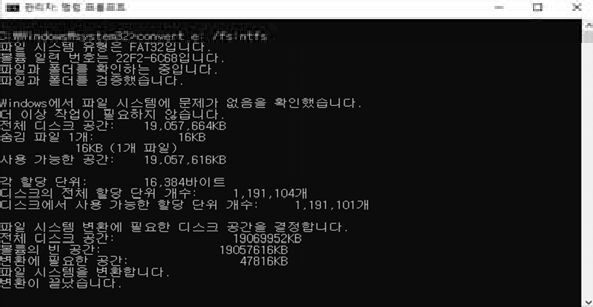 관리자: 명령 프롬프트
C:\Windows\system32>convert e: /fs:ntfs
파일 시스템 유형은 FAT32입니다.
볼륨 일련 번호는 22F2-6C68입니다.
파일과 폴더를 확인하는 중입니다.
파일과 폴더를 검증했습니다.
Windows에서 파일 시스템에 문제가 없음을 확인했습니다.
더 이상 작업이 필요하지 않습니다.
전체 디스크 공간: 19,057,664KB
숨김 파일 1개: 16KB
16KB (1개 파일)
사용 가능한 공간: 19,057,616KB
각 할당 단위: 16,384바이트
디스크의 전체 할당 단위 개수: 1,191,104개
디스크에서 사용 가능한 할당 단위 개수: 1,191,101개
파일 시스템 변환에 필요한 디스크 공간을 결정합니다.
전체 디스크 공간: 19069952KB
볼륨의 빈 공간: 19057616KB
변환에 필요한 공간: 47816KB
파일 시스템을 변환합니다.
변환이 끝났습니다.